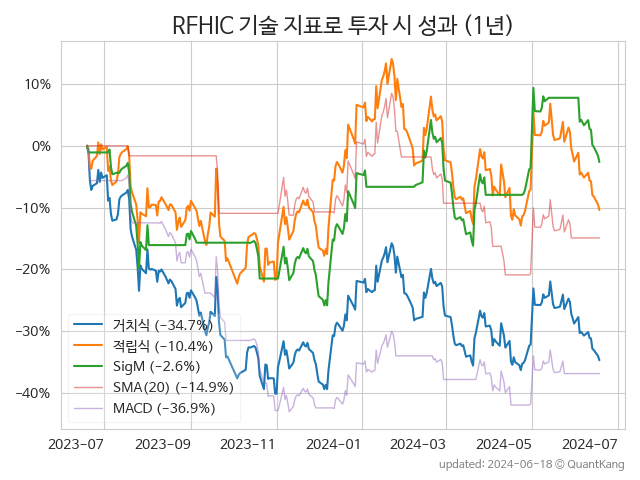 RFHIC 기술 지표로 투자 시 성과 (1년)
10%
0%
−10%
−20%
−30%
−40%
거치식 (−34.7%)
적립식 (−10.4%)
SigM (−2.6%)
SMA(20) (−14.9%)
MACD (−36.9%)
2023-07 2023-09 2023-11 2024-01 2024-03 2024-05 2024-07
updated: 2024-06-18 © QuantKang